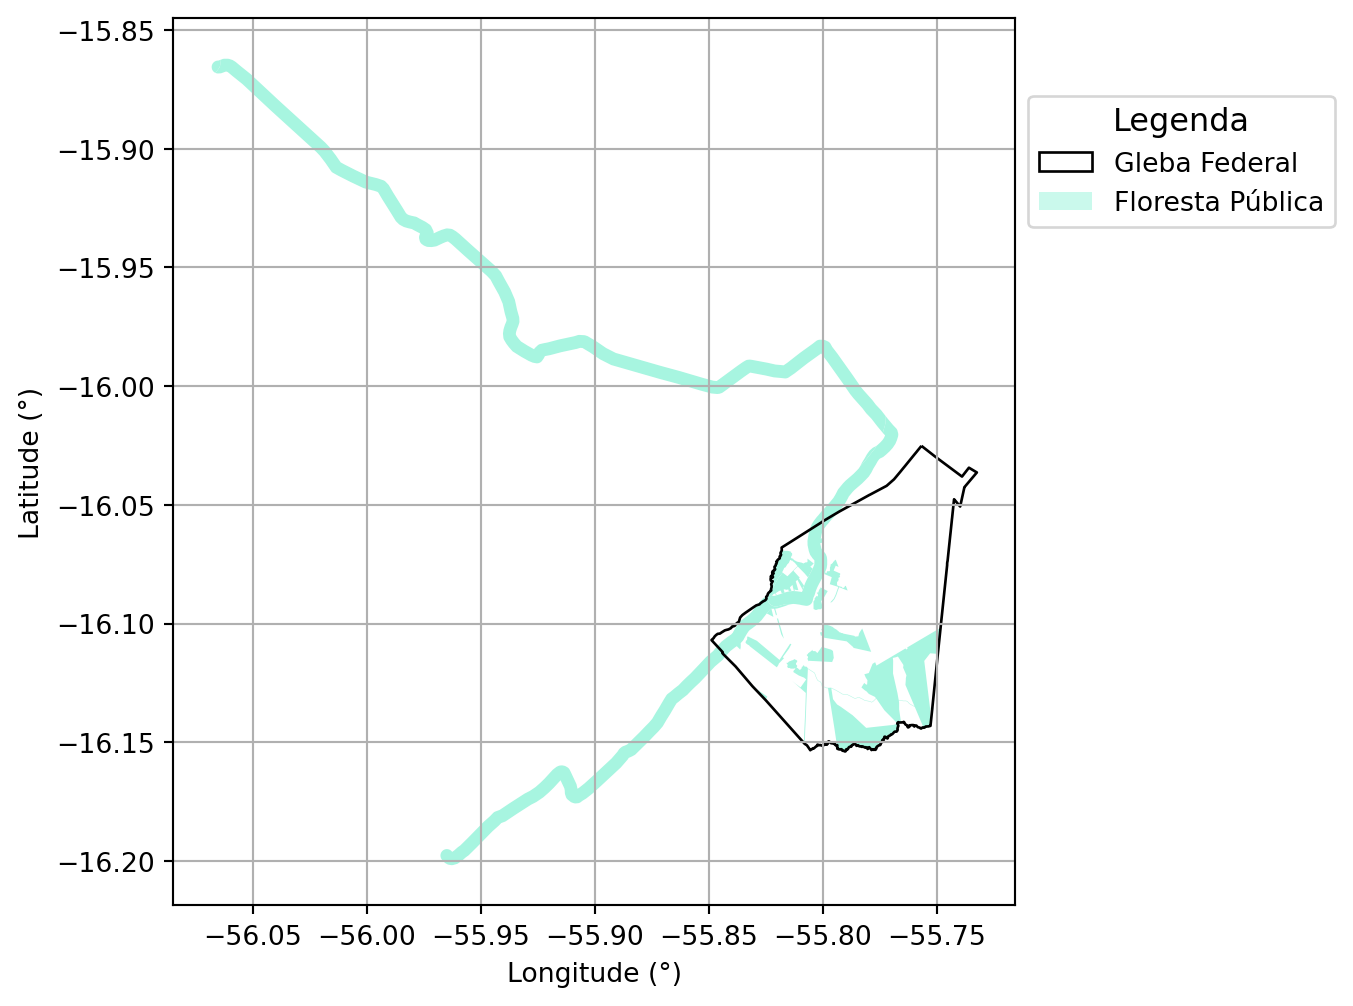 −15.85
−15.90
−15.95
−16.00
−16.05
−16.10
−16.15
−16.20
Latitude (°)
−56.05 −56.00 −55.95 −55.90 −55.85 −55.80 −55.75
Longitude (°)
Legenda
Gleba Federal
Floresta Pública